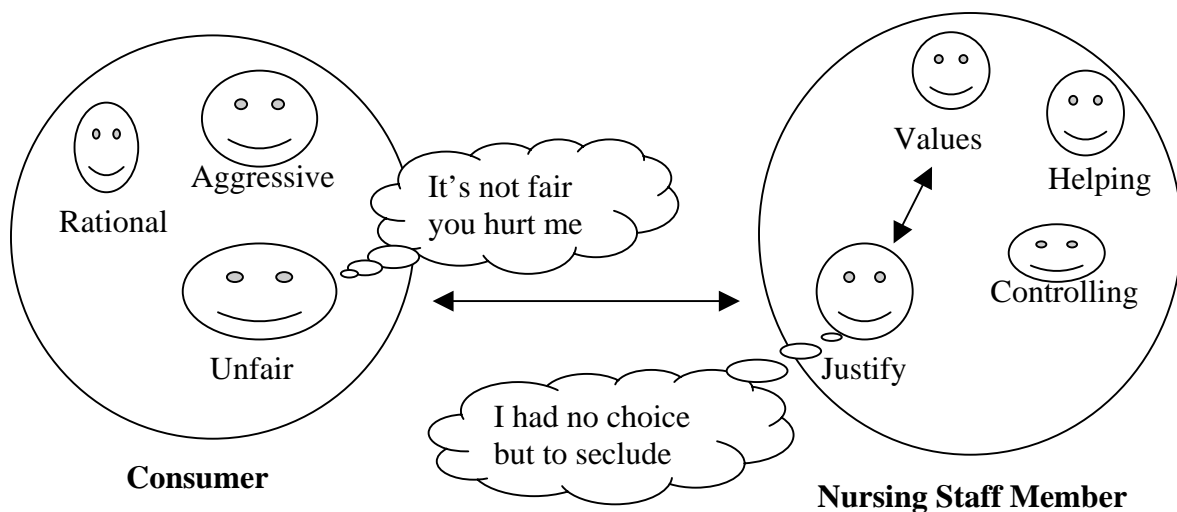 Rational
Aggressive
Unfair
It’s not fair
you hurt me
Consumer
Values
Helping
Controlling
Justify
I had no choice
but to seclude
Nursing Staff Member